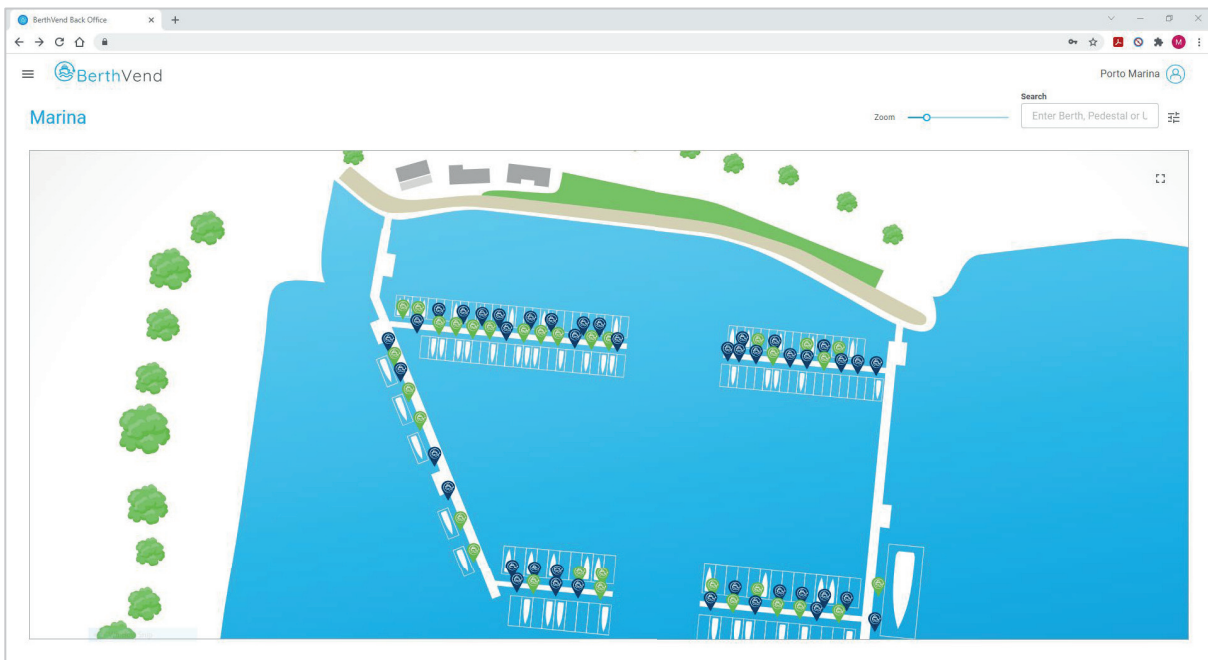 BerthVend Back Office
BerthVend
Porto Marina
Marina
Zoom
Search
Enter Berth, Pedestal or L
M